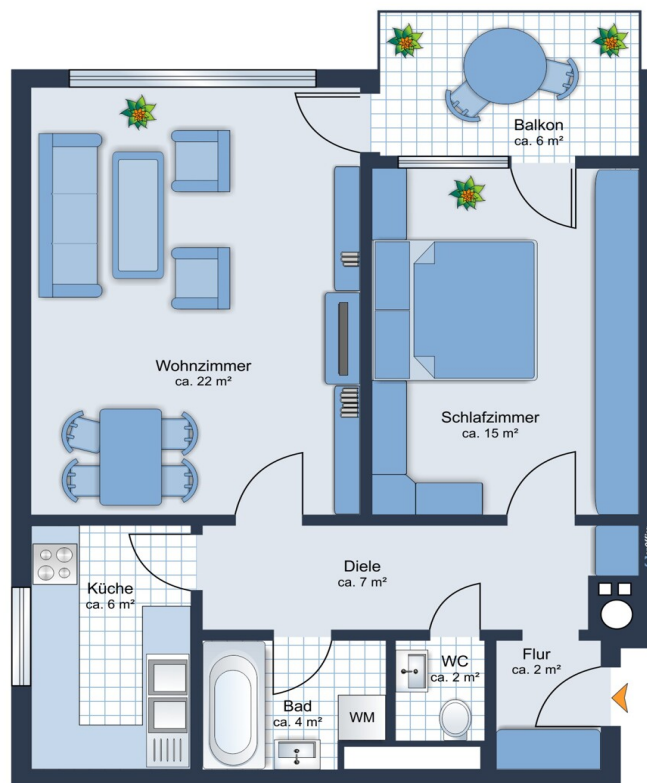 Balkon
ca. 6 m²
Wohnzimmer
ca. 22 m²
Schlafzimmer
ca. 15 m²
Diele
ca. 7 m²
Küche
ca. 6 m²
Bad
ca. 4 m²
WM
WC
ca. 2 m²
Flur
ca. 2 m²